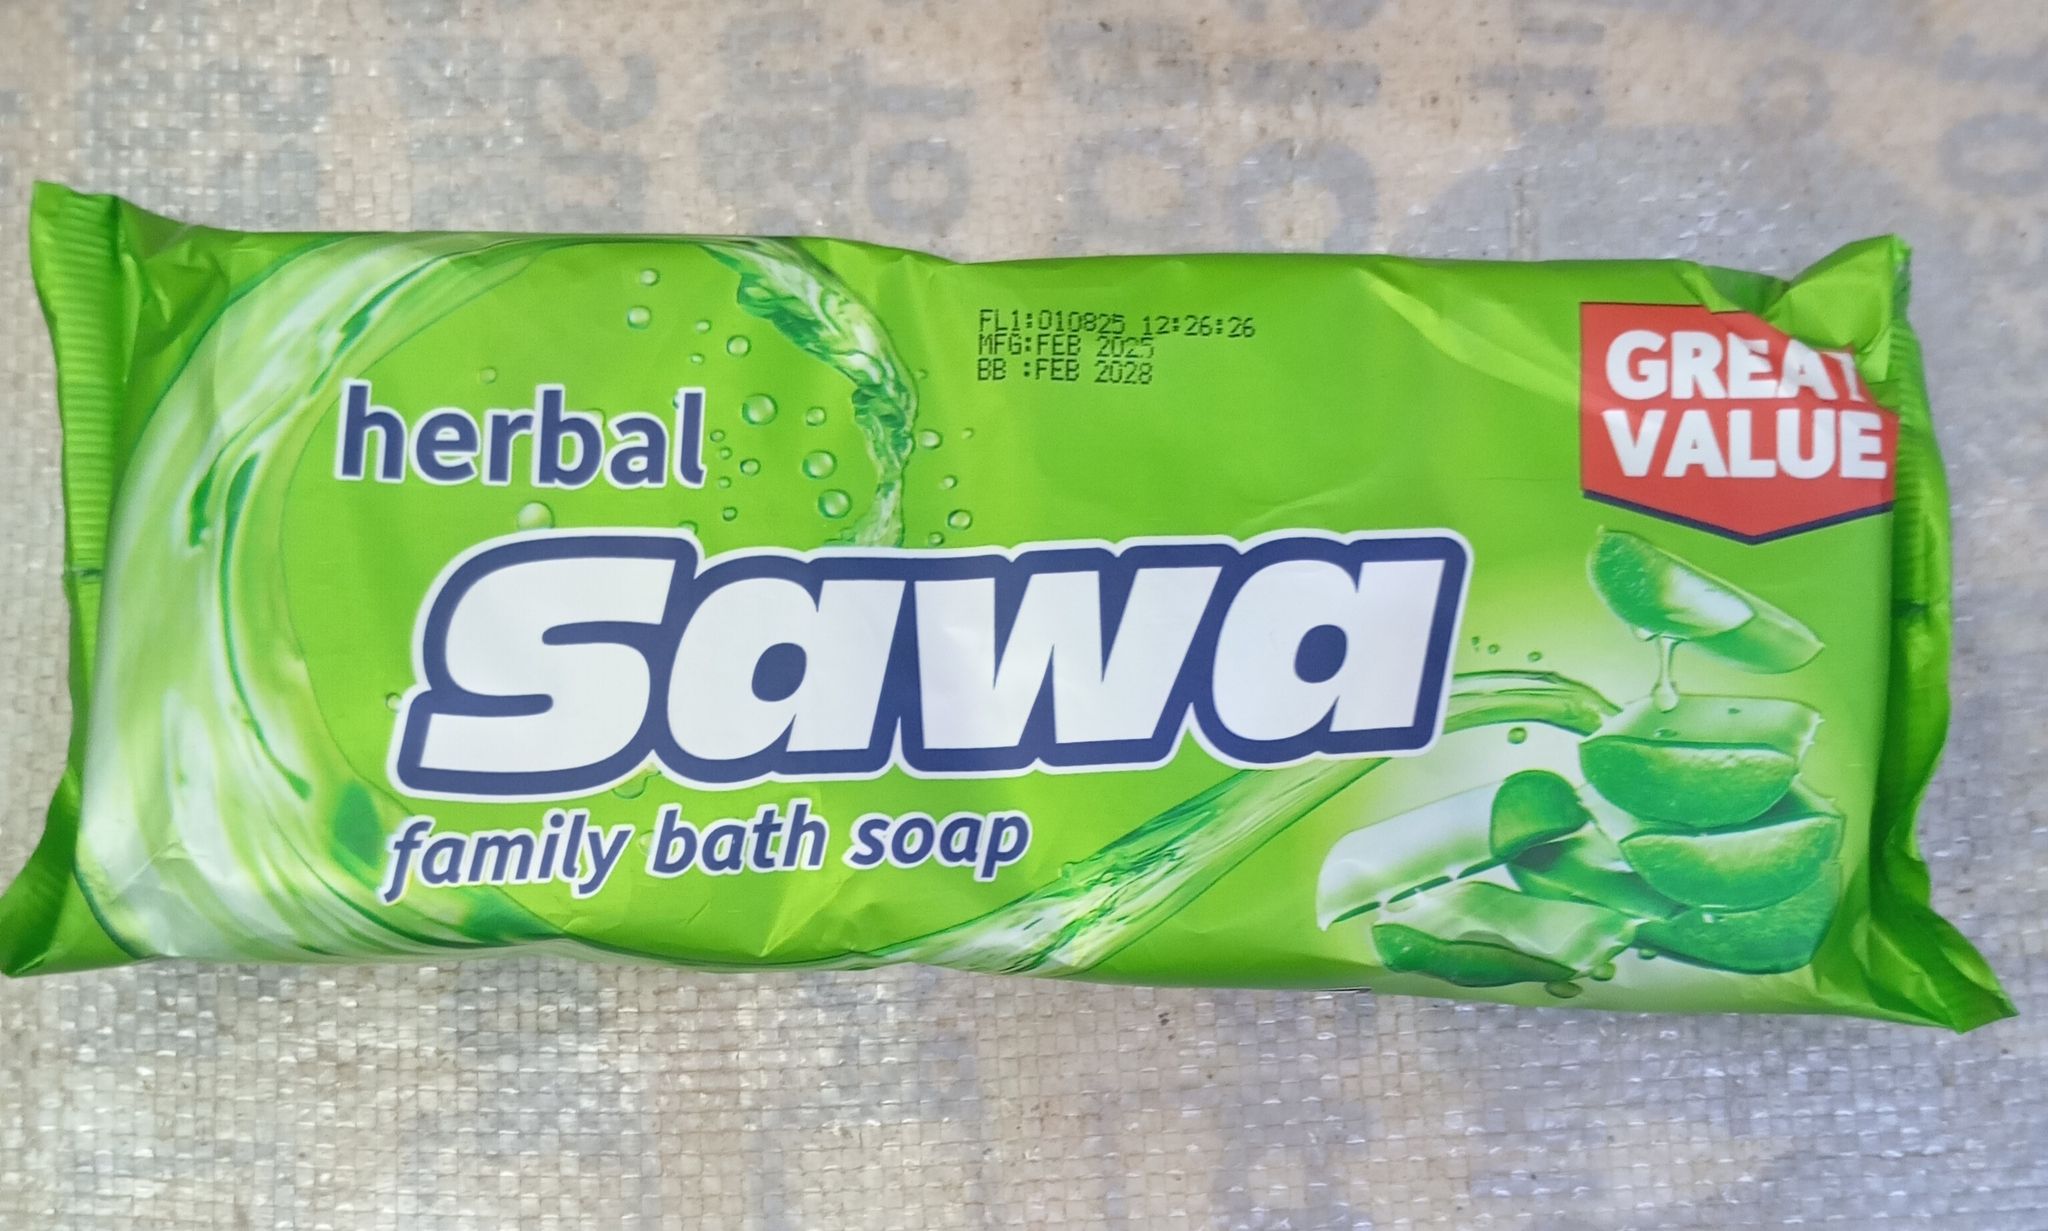 FL1:010825 12:26:26
MFG:FEB 2025
BB :FEB 2028
GREAT
VALUE
herbal
sawa
family bath soap